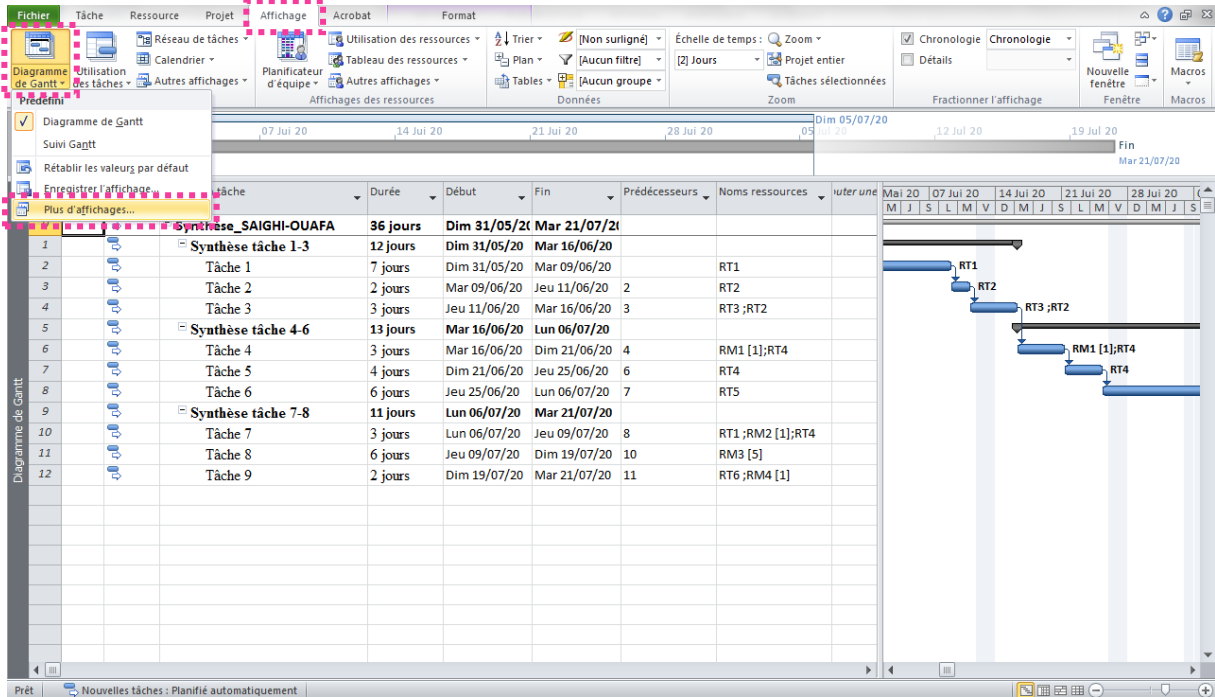 Fichier Tâche Ressource Projet Affichage Acrobat Format
Diagramme de Gantt
Utilisation des tâches
Réseau de tâches
Calendrier
Autres affichages
Planificateur d'équipe
Utilisation des ressources
Tableau des ressources
Autres affichages
Affichages des ressources
Trier
Plan
Tables
[Non surligné]
[Aucun filtre]
[Aucun groupe
Données
Échelle de temps :
[2] Jours
Zoom
Projet entier
Tâches sélectionnées
Zoom
Chronologie Chronologie
Détails
Fractionner l'affichage
Nouvelle fenêtre
Fenêtre
Macros
Macros
Prédéfini
Diagramme de Gantt
Suivi Gantt
Rétablir les valeurs par défaut
Enregistrer l'affichage...
Plus d'affichages...
Dim 05/07/20
07 Jui 20 14 Jui 20 21 Jui 20 28 Jui 20 05 Jul 20 12 Jul 20 19 Jul 20
Fin
Mar 21/07/20
tâche Durée Début Fin Prédécesseurs Noms ressources outer une
Mai 20 07 Jui 20 14 Jui 20 21 Jui 20 28 Jui 20
M J S L M V D M J S L M V D M J S
Synthèse_SAIGHI-OUAFA 36 jours Dim 31/05/20 Mar 21/07/20
1 Synthèse tâche 1-3 12 jours Dim 31/05/20 Mar 16/06/20
2 Tâche 1 7 jours Dim 31/05/20 Mar 09/06/20 RT1
3 Tâche 2 2 jours Mar 09/06/20 Jeu 11/06/20 2 RT2
4 Tâche 3 3 jours Jeu 11/06/20 Mar 16/06/20 3 RT3 ;RT2
5 Synthèse tâche 4-6 13 jours Mar 16/06/20 Lun 06/07/20
6 Tâche 4 3 jours Mar 16/06/20 Dim 21/06/20 4 RM1 [1];RT4
7 Tâche 5 4 jours Dim 21/06/20 Jeu 25/06/20 6 RT4
8 Tâche 6 6 jours Jeu 25/06/20 Lun 06/07/20 7 RT5
9 Synthèse tâche 7-8 11 jours Lun 06/07/20 Mar 21/07/20
10 Tâche 7 3 jours Lun 06/07/20 Jeu 09/07/20 8 RT1 ;RM2 [1];RT4
11 Tâche 8 6 jours Jeu 09/07/20 Dim 19/07/20 10 RM3 [5]
12 Tâche 9 2 jours Dim 19/07/20 Mar 21/07/20 11 RT6 ;RM4 [1]
RT1
RT2
RT3 ;RT2
RM1 [1];RT4
RT4
Diagramme de Gantt
Prêt Nouvelles tâches : Planifié automatiquement